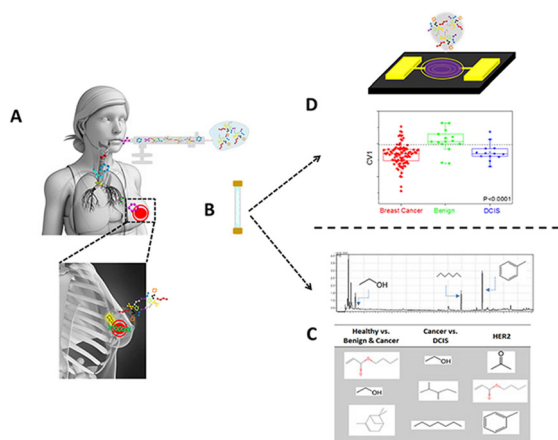 A
B
D
CV1
Breast Cancer
Benign
DCIS
P<0.0001
OH
C
Healthy vs.
Benign & Cancer
Cancer vs.
DCIS
HER2
O
O
OH
O
OH
O
O